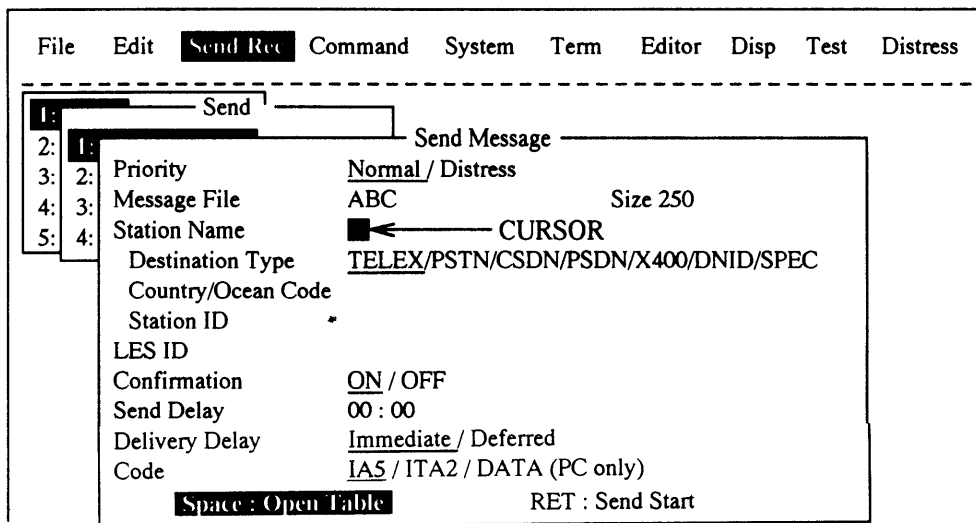 File Edit Send Rec Command System Term Editor Disp Test Distress
1: Send
2: 1: Send Message
Priority Normal / Distress
3: 2:
Message File ABC Size 250
4: 3:
Station Name CURSOR
5: 4:
Destination Type TELEX/PSTN/CSDN/PSDN/X400/DNID/SPEC
Country/Ocean Code
Station ID
LES ID
Confirmation ON / OFF
Send Delay 00 : 00
Delivery Delay Immediate / Deferred
Code IA5 / ITA2 / DATA (PC only)
Space : Open Table RET : Send Start